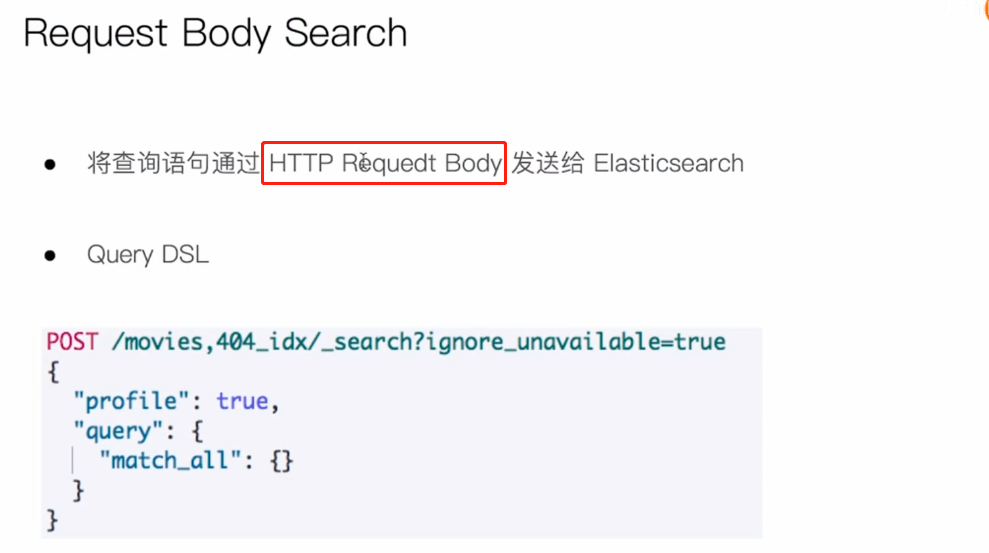 Request Body Search
将查询语句通过 HTTP Requedt Body 发送给 Elasticsearch
Query DSL
POST /movies,404_idx/_search?ignore_unavailable=true
{
  "profile": true,
  "query": {
    "match_all": {}
  }
}